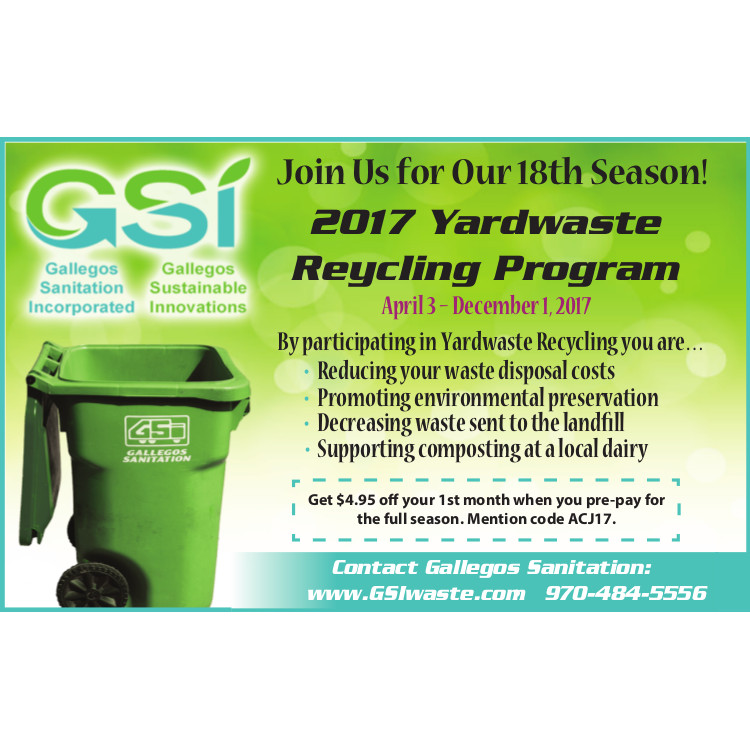 GSi
Gallegos
Sanitation
Incorporated
Gallegos
Sustainable
Innovations
Join Us for Our 18th Season!
2017 Yardwaste
Reycling Program
April 3 – December 1, 2017
By participating in Yardwaste Recycling you are…
• Reducing your waste disposal costs
• Promoting environmental preservation
• Decreasing waste sent to the landfill
• Supporting composting at a local dairy
GSi
GALLEGOS
SANITATION
Get $4.95 off your 1st month when you pre-pay for
the full season. Mention code ACJ17.
Contact Gallegos Sanitation:
www.GSIwaste.com 970-484-5556